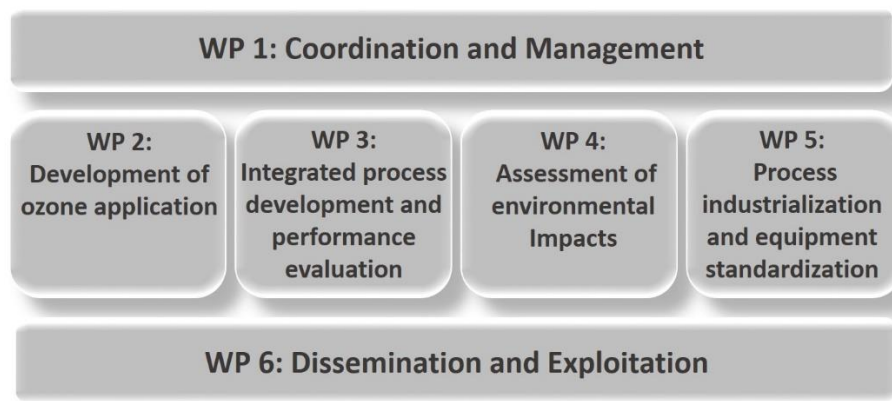 WP 1: Coordination and Management
WP 2:
Development of
ozone application
WP 3:
Integrated process
development and
performance
evaluation
WP 4:
Assessment of
environmental
Impacts
WP 5:
Process
industrialization
and equipment
standardization
WP 6: Dissemination and Exploitation